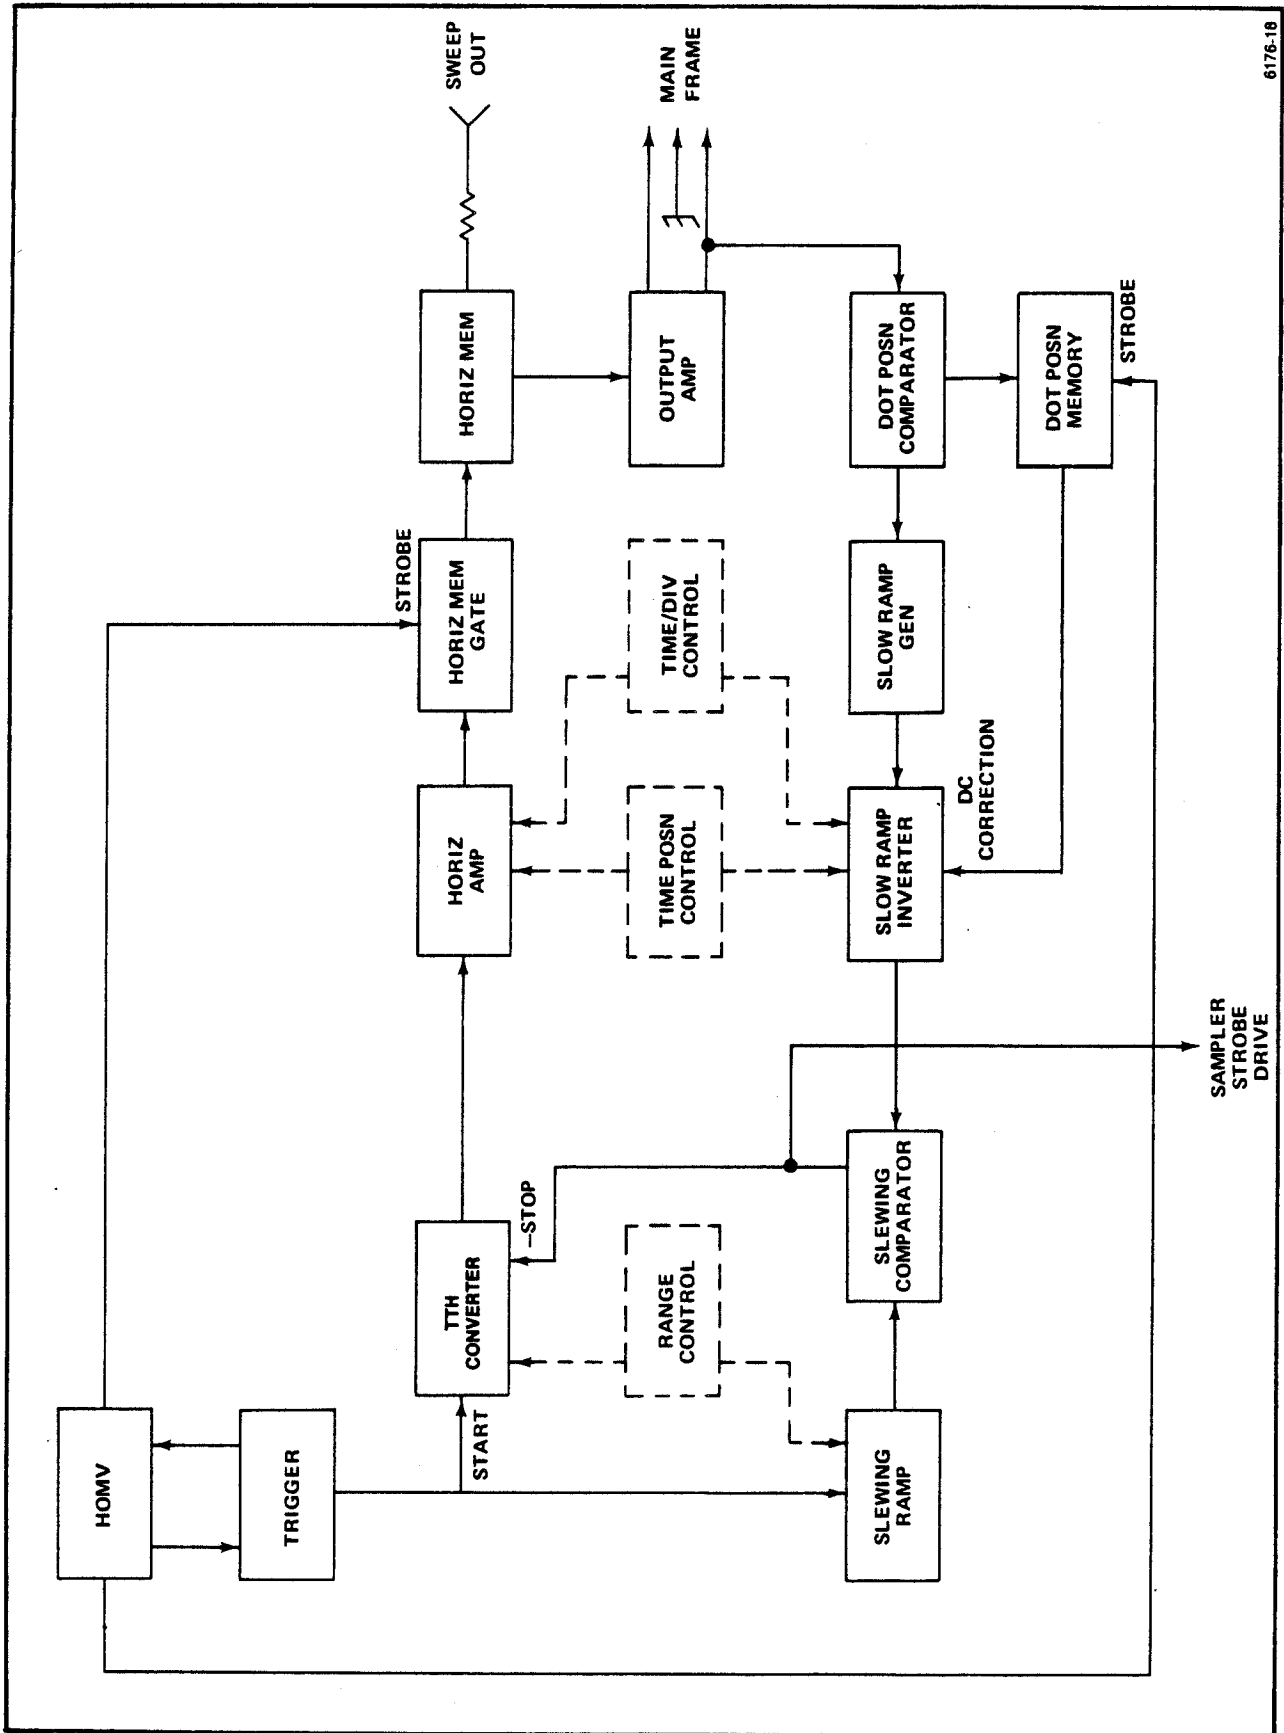 HOMV
TRIGGER
START
TTH
CONVERTER
–STOP
HORIZ
AMP
STROBE
HORIZ MEM
GATE
HORIZ MEM
SWEEP
OUT
RANGE
CONTROL
TIME POSN
CONTROL
TIME/DIV
CONTROL
OUTPUT
AMP
MAIN
FRAME
SLEWING
RAMP
SLEWING
COMPARATOR
SLOW RAMP
INVERTER
SLOW RAMP
GEN
DOT POSN
COMPARATOR
DC
CORRECTION
DOT POSN
MEMORY
STROBE
SAMPLER
STROBE
DRIVE
6176-18